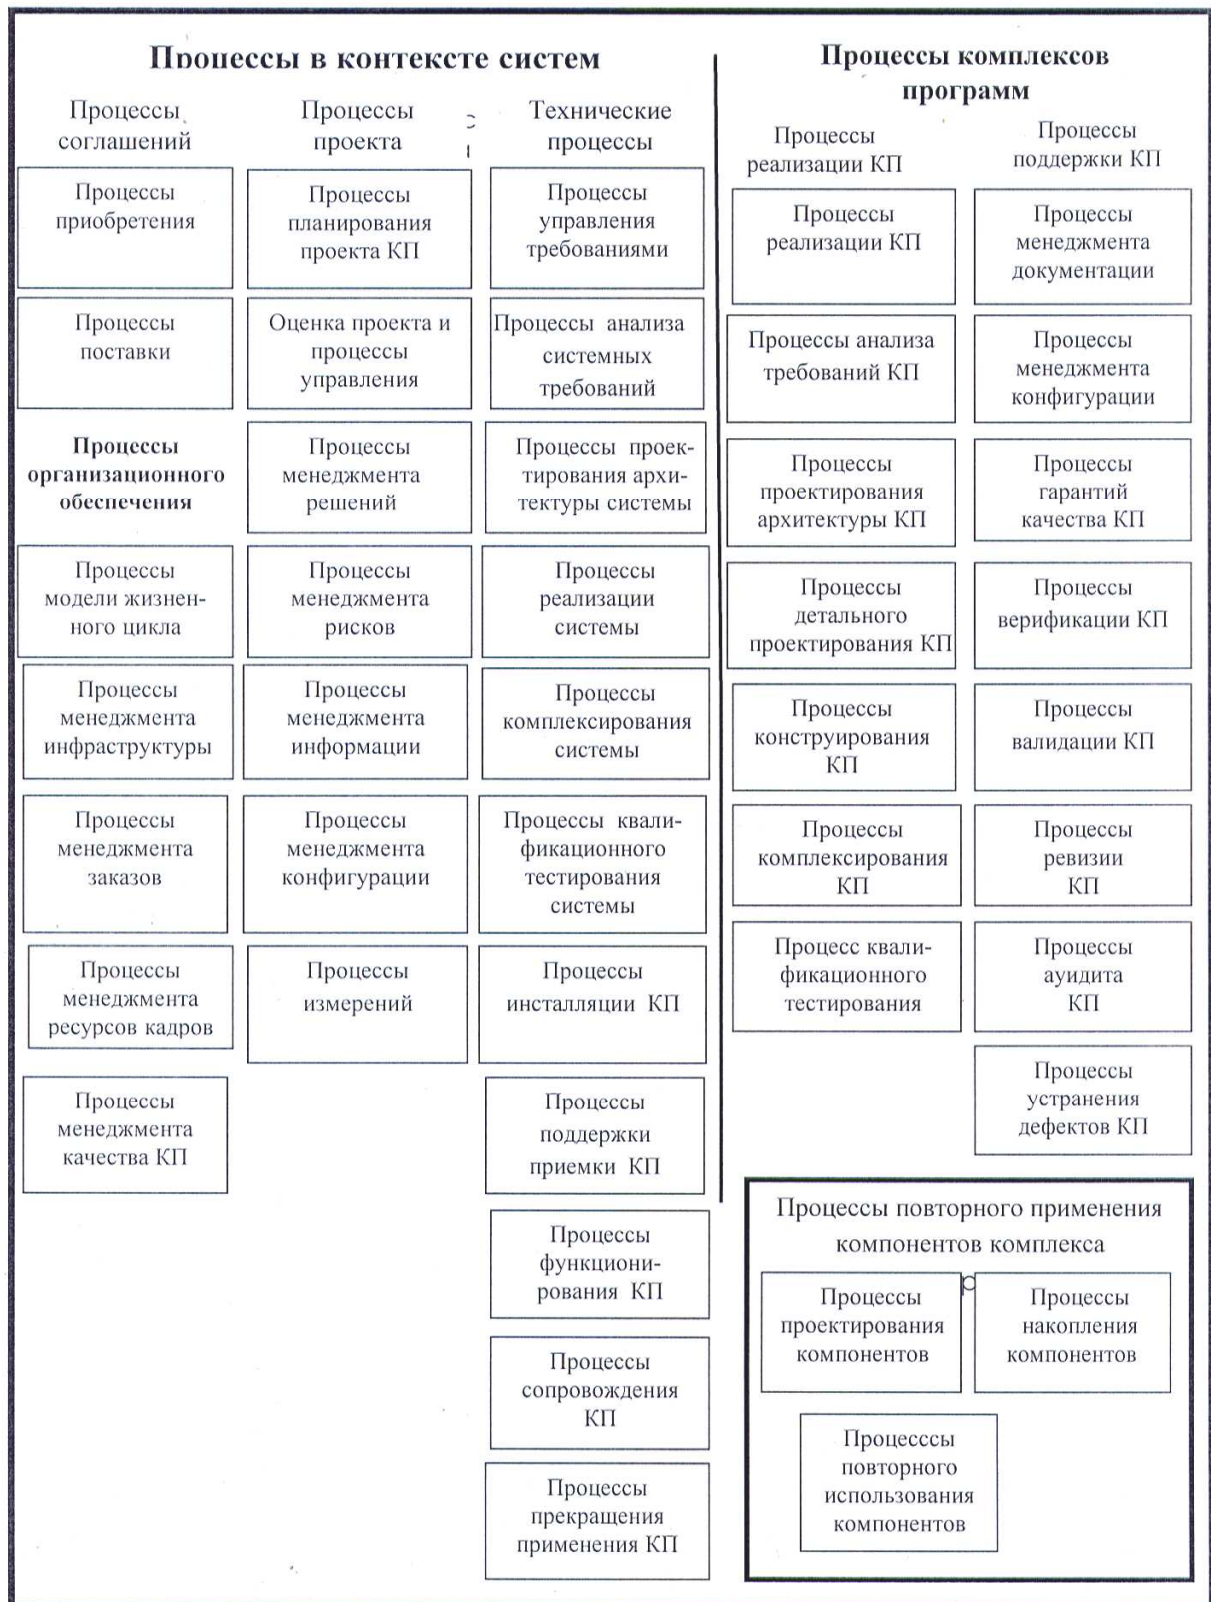 Процессы в контексте систем
Процессы
соглашений
Процессы
приобретения
Процессы
поставки
Процессы
организационного
обеспечения
Процессы
модели жизнен-
ного цикла
Процессы
менеджмента
инфраструктуры
Процессы
менеджмента
заказов
Процессы
менеджмента
ресурсов кадров
Процессы
менеджмента
качества КП
Процессы
проекта
Процессы
планирования
проекта КП
Оценка проекта и
процессы
управления
Процессы
менеджмента
решений
Процессы
менеджмента
рисков
Процессы
менеджмента
информации
Процессы
менеджмента
конфигурации
Процессы
измерений
Технические
процессы
Процессы
управления
требованиями
Процессы анализа
системных
требований
Процессы проек-
тирования архи-
тектуры системы
Процессы
реализации
системы
Процессы
комплексирования
системы
Процессы квали-
фикационного
тестирования
системы
Процессы
инсталляции КП
Процессы
поддержки
приемки КП
Процессы
функциони-
рования КП
Процессы
сопровождения
КП
Процессы
прекращения
применения КП
Процессы комплексов
программ
Процессы
реализации КП
Процессы
реализации КП
Процессы анализа
требований КП
Процессы
проектирования
архитектуры КП
Процессы
детального
проектирования КП
Процессы
конструирования
КП
Процессы
комплексирования
КП
Процесс квали-
фикационного
тестирования
Процессы
поддержки КП
Процессы
менеджмента
документации
Процессы
менеджмента
конфигурации
Процессы
гарантий
качества КП
Процессы
верификации КП
Процессы
валидации КП
Процессы
ревизии
КП
Процессы
ауидита
КП
Процессы
устранения
дефектов КП
Процессы повторного применения
компонентов комплекса
р
Процессы
проектирования
компонентов
Процессы
накопления
компонентов
Процесссы
повторного
использования
компонентов